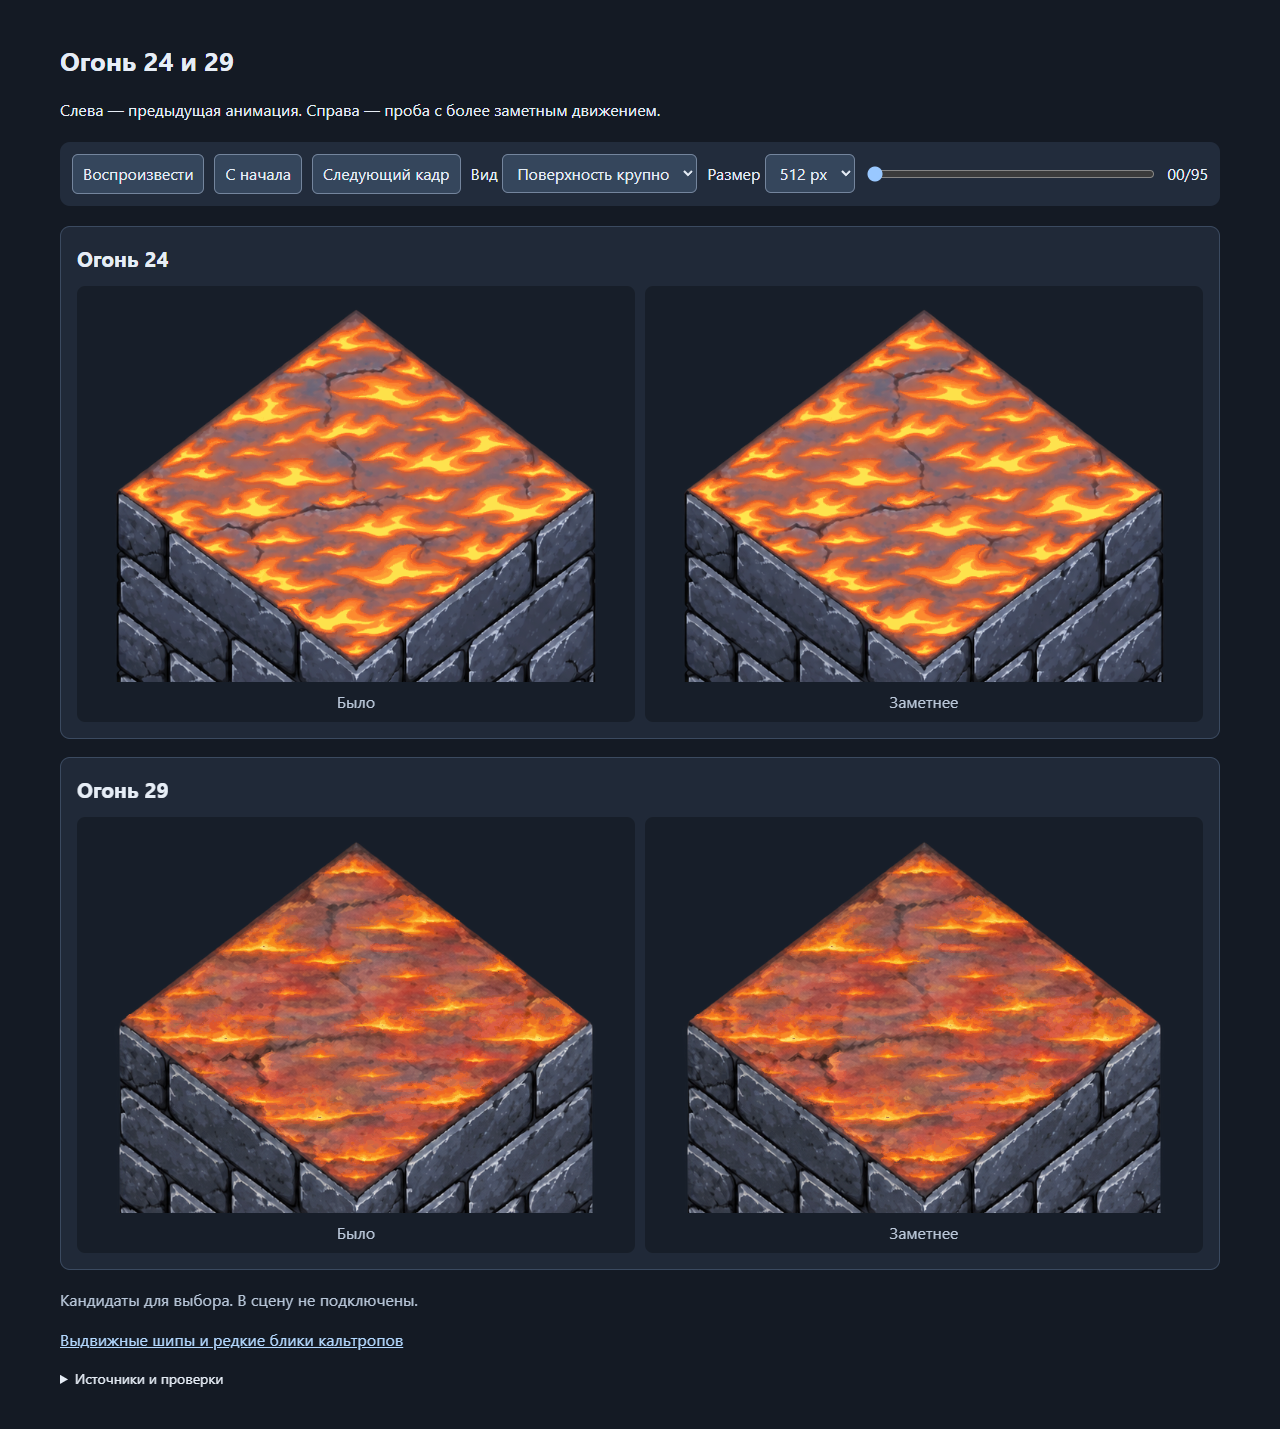 Огонь 24 и 29
Слева — предыдущая анимация. Справа — проба с более заметным движением.
Воспроизвести С начала Следующий кадр Вид Поверхность крупно Размер 512 px 00/95
Огонь 24
Было Заметнее
Огонь 29
Было Заметнее
Кандидаты для выбора. В сцену не подключены.
Выдвижные шипы и редкие блики кальтропов
Источники и проверки